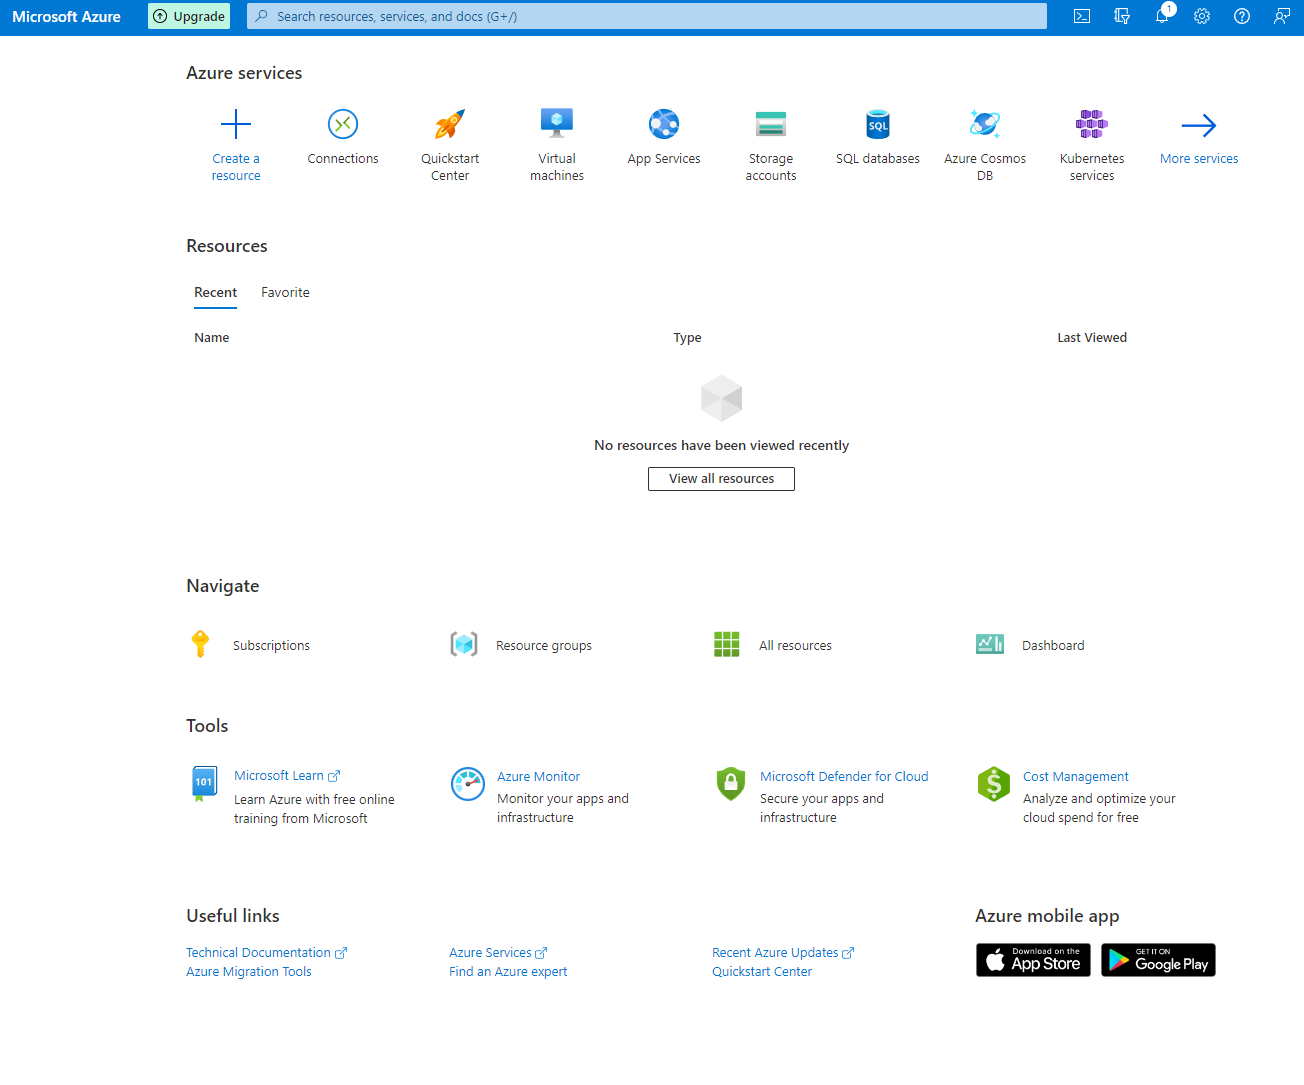 Microsoft Azure
Upgrade
Search resources, services, and docs (G+/)
1
Azure services
Create a resource
Connections
Quickstart Center
Virtual machines
App Services
Storage accounts
SQL
SQL databases
Azure Cosmos DB
Kubernetes services
More services
Resources
Recent
Favorite
Name
Type
Last Viewed
No resources have been viewed recently
View all resources
Navigate
Subscriptions
Resource groups
All resources
Dashboard
Tools
101
Microsoft Learn
Learn Azure with free online
training from Microsoft
Azure Monitor
Monitor your apps and
infrastructure
Microsoft Defender for Cloud
Secure your apps and
infrastructure
$
Cost Management
Analyze and optimize your
cloud spend for free
Useful links
Technical Documentation
Azure Migration Tools
Azure Services
Find an Azure expert
Recent Azure Updates
Quickstart Center
Azure mobile app
Download on the
App Store
GET IT ON
Google Play